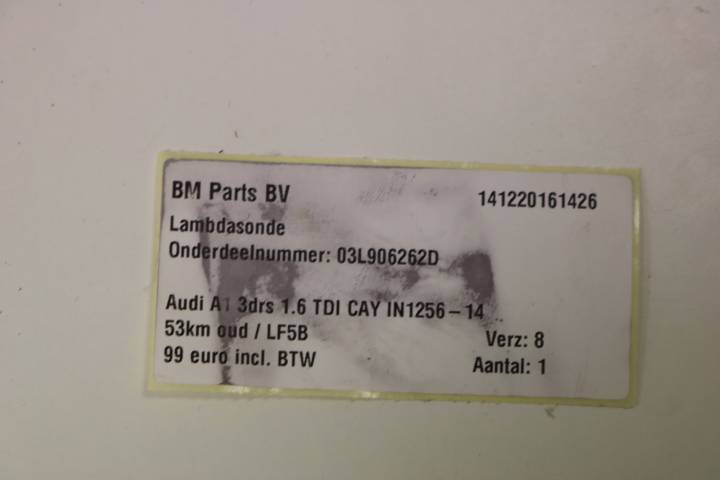 BM Parts BV 141220161426
Lambdasonde
Onderdeelnummer: 03L906262D
Audi A1 3drs 1.6 TDI CAY IN1256-14
53km oud / LF5B Verz: 8
99 euro incl. BTW Aantal: 1